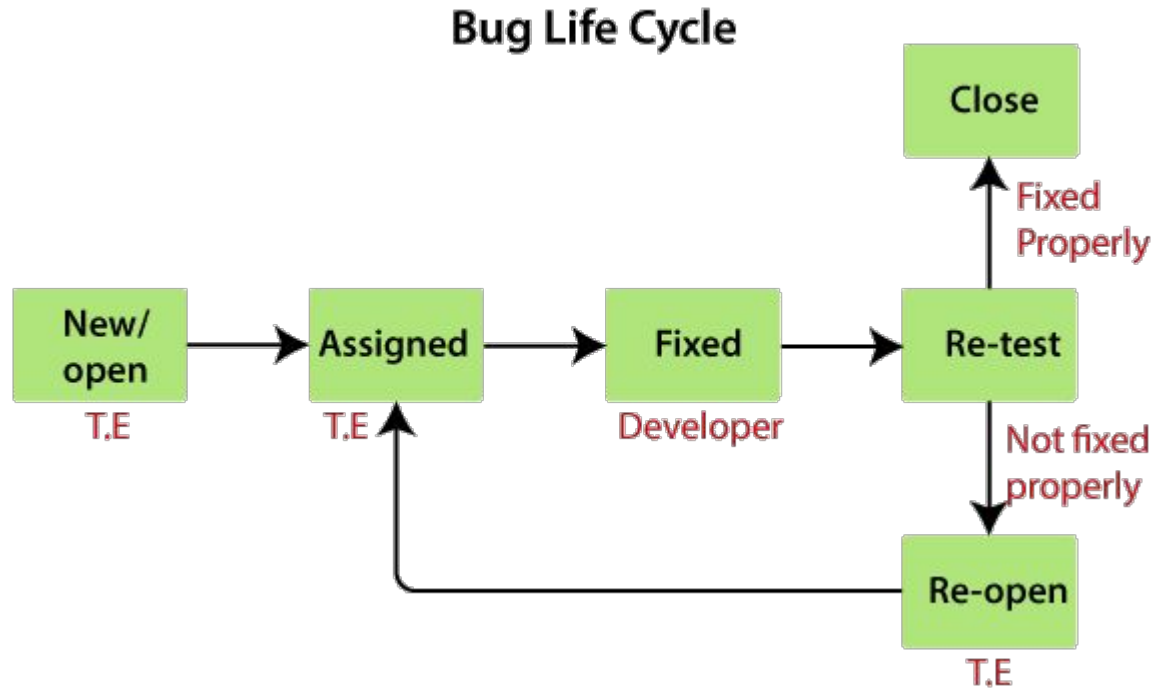 Bug Life Cycle
Close
Fixed
Properly
New/
open
T.E
Assigned
T.E
Fixed
Developer
Re-test
Not fixed
properly
Re-open
T.E